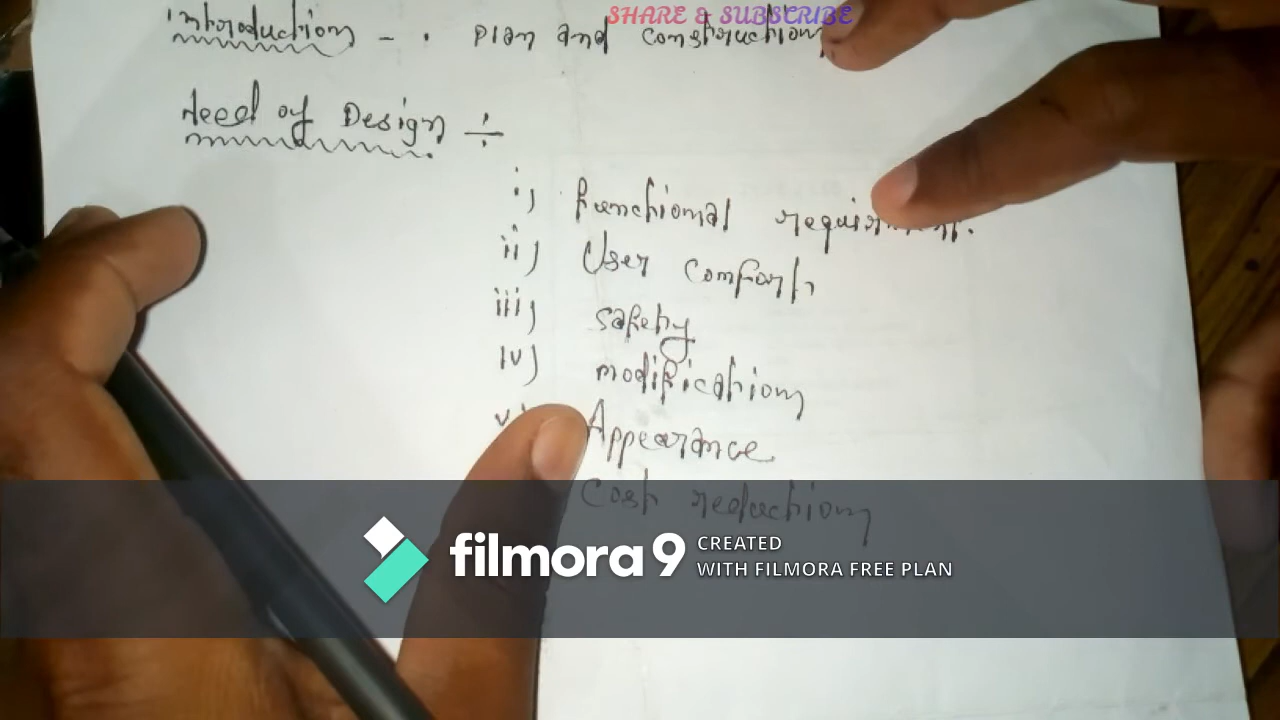 SHARE & SUBSCRIBE
introduction - . plan and construction
Need of Design ÷
i) functional
ii) User comfort
iii) safety
iv) modification
Appearance
Cost reduction
filmora9 CREATED
WITH FILMORA FREE PLAN